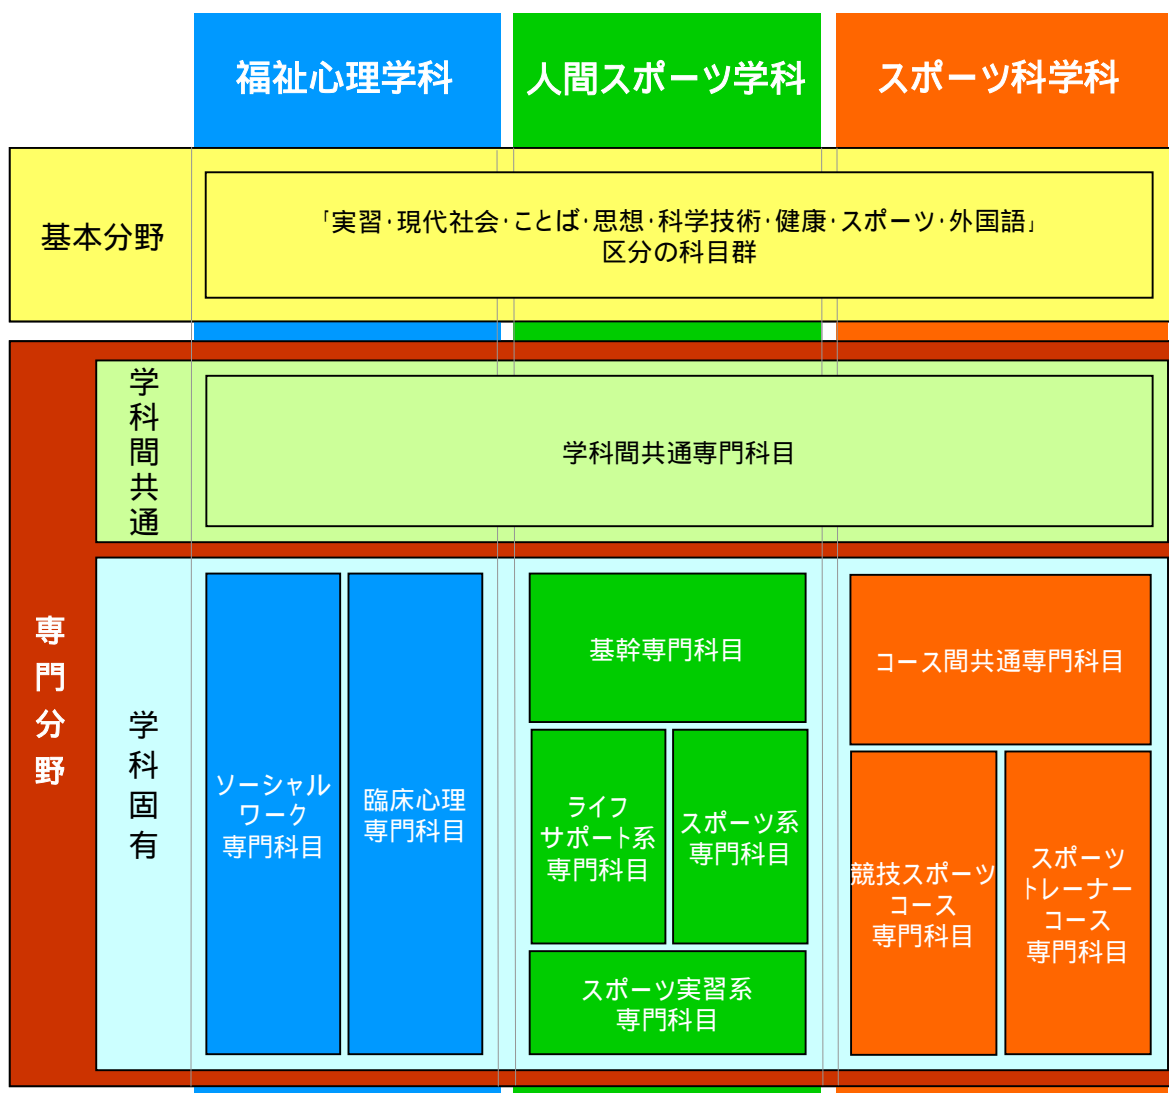 福祉心理学科
人間スポーツ学科
スポーツ科学科
基本分野
「実習・現代社会・ことば・思想・科学技術・健康・スポーツ・外国語」
区分の科目群
専門分野
学科間共通
学科間共通専門科目
学科固有
ソーシャル
ワーク
専門科目
臨床心理
専門科目
基幹専門科目
ライフ
サポート系
専門科目
スポーツ系
専門科目
スポーツ実習系
専門科目
コース間共通専門科目
競技スポーツ
コース
専門科目
スポーツ
トレーナー
コース
専門科目